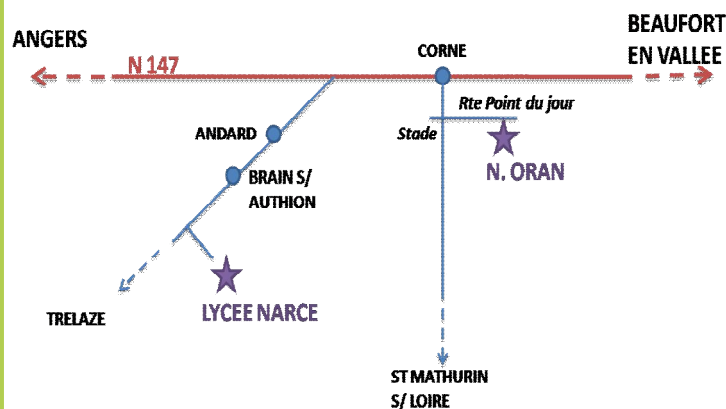 ANGERS
BEAUFORT
EN VALLEE
N 147
CORNE
Rte Point du jour
Stade
ANDARD
N. ORAN
BRAIN S/
AUTHION
LYCEE NARCE
TRELAZE
ST MATHURIN
S/ LOIRE